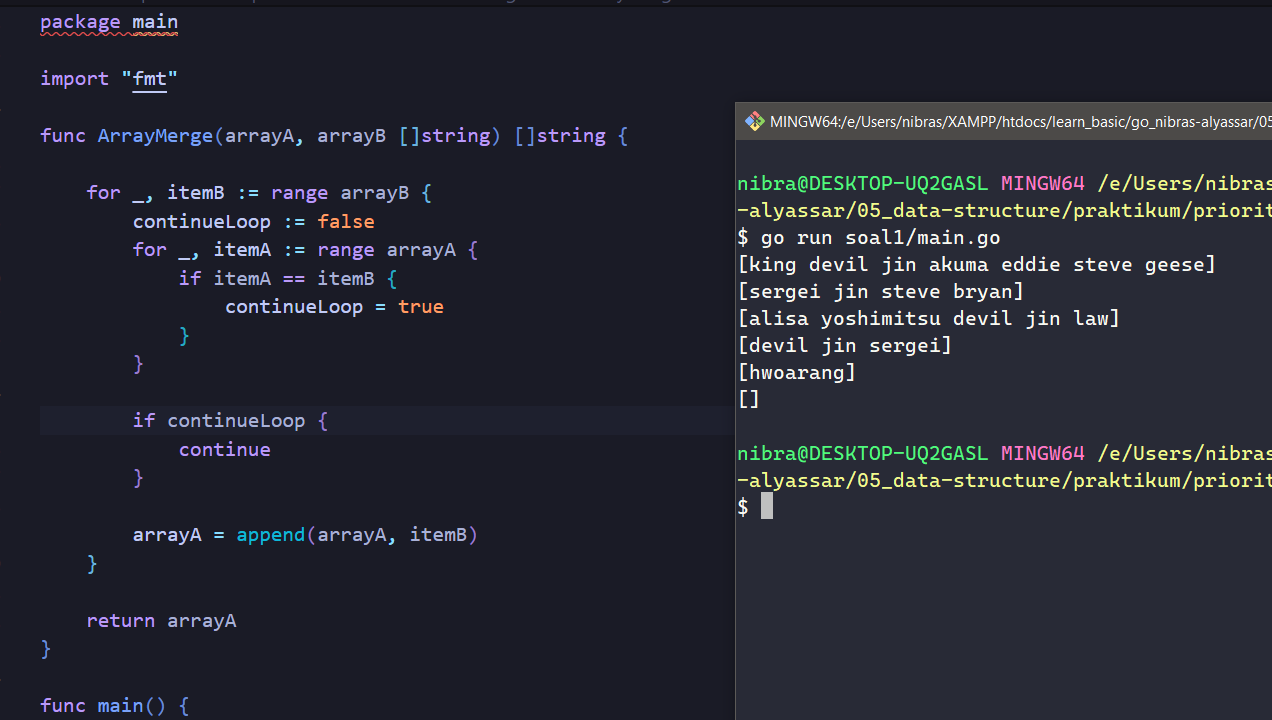 package main
import "fmt"
func ArrayMerge(arrayA, arrayB []string) []string {
for _, itemB := range arrayB {
continueLoop := false
for _, itemA := range arrayA {
if itemA == itemB {
continueLoop = true
}
}
if continueLoop {
continue
}
arrayA = append(arrayA, itemB)
}
return arrayA
}
func main() {
MINGW64:/e/Users/nibras/XAMPP/htdocs/learn_basic/go_nibras-alyassar/05
nibra@DESKTOP-UQ2GASL MINGW64 /e/Users/nibras
-alyassar/05_data-structure/praktikum/priorit
$ go run soal1/main.go
[king devil jin akuma eddie steve geese]
[sergei jin steve bryan]
[alisa yoshimitsu devil jin law]
[devil jin sergei]
[hwoarang]
[]
nibra@DESKTOP-UQ2GASL MINGW64 /e/Users/nibras
-alyassar/05_data-structure/praktikum/priorit
$